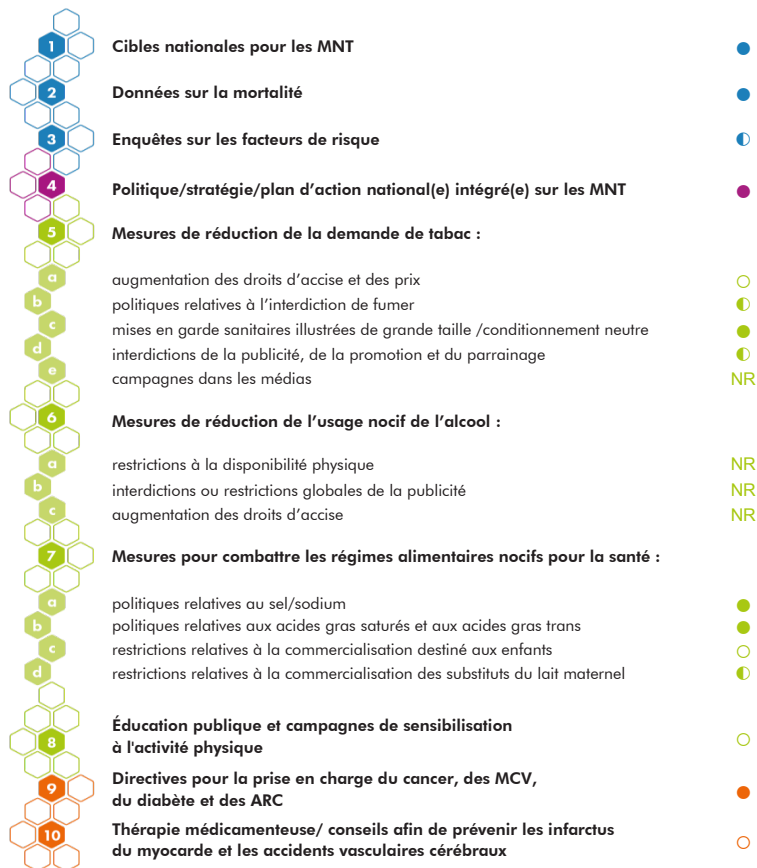 1 Cibles nationales pour les MNT ●
2 Données sur la mortalité ●
3 Enquêtes sur les facteurs de risque ◐
4 Politique/stratégie/plan d'action national(e) intégré(e) sur les MNT ●
5 Mesures de réduction de la demande de tabac :
a augmentation des droits d'accise et des prix ○
b politiques relatives à l'interdiction de fumer ◐
c mises en garde sanitaires illustrées de grande taille /conditionnement neutre ●
d interdictions de la publicité, de la promotion et du parrainage ◐
e campagnes dans les médias NR
6 Mesures de réduction de l'usage nocif de l'alcool :
a restrictions à la disponibilité physique NR
b interdictions ou restrictions globales de la publicité NR
c augmentation des droits d'accise NR
7 Mesures pour combattre les régimes alimentaires nocifs pour la santé :
a politiques relatives au sel/sodium ●
b politiques relatives aux acides gras saturés et aux acides gras trans ●
c restrictions relatives à la commercialisation destiné aux enfants ○
d restrictions relatives à la commercialisation des substituts du lait maternel ◐
8 Éducation publique et campagnes de sensibilisation
à l'activité physique ○
9 Directives pour la prise en charge du cancer, des MCV,
du diabète et des ARC ●
10 Thérapie médicamenteuse/ conseils afin de prévenir les infarctus
du myocarde et les accidents vasculaires cérébraux ○